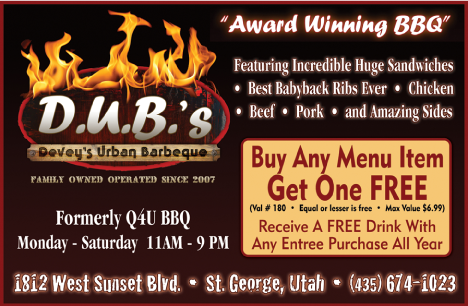 "Award Winning BBQ"
Featuring Incredible Huge Sandwiches
• Best Babyback Ribs Ever • Chicken
• Beef • Pork • and Amazing Sides
D.U.B.'s
Devey's Urban Barbeque
FAMILY OWNED OPERATED SINCE 2007
Formerly Q4U BBQ
Monday - Saturday 11AM - 9 PM
Buy Any Menu Item
Get One FREE
(Val # 180 • Equal or lesser is free • Max Value $6.99)
Receive A FREE Drink With
Any Entree Purchase All Year
1812 West Sunset Blvd. • St. George, Utah • (435) 674-1023